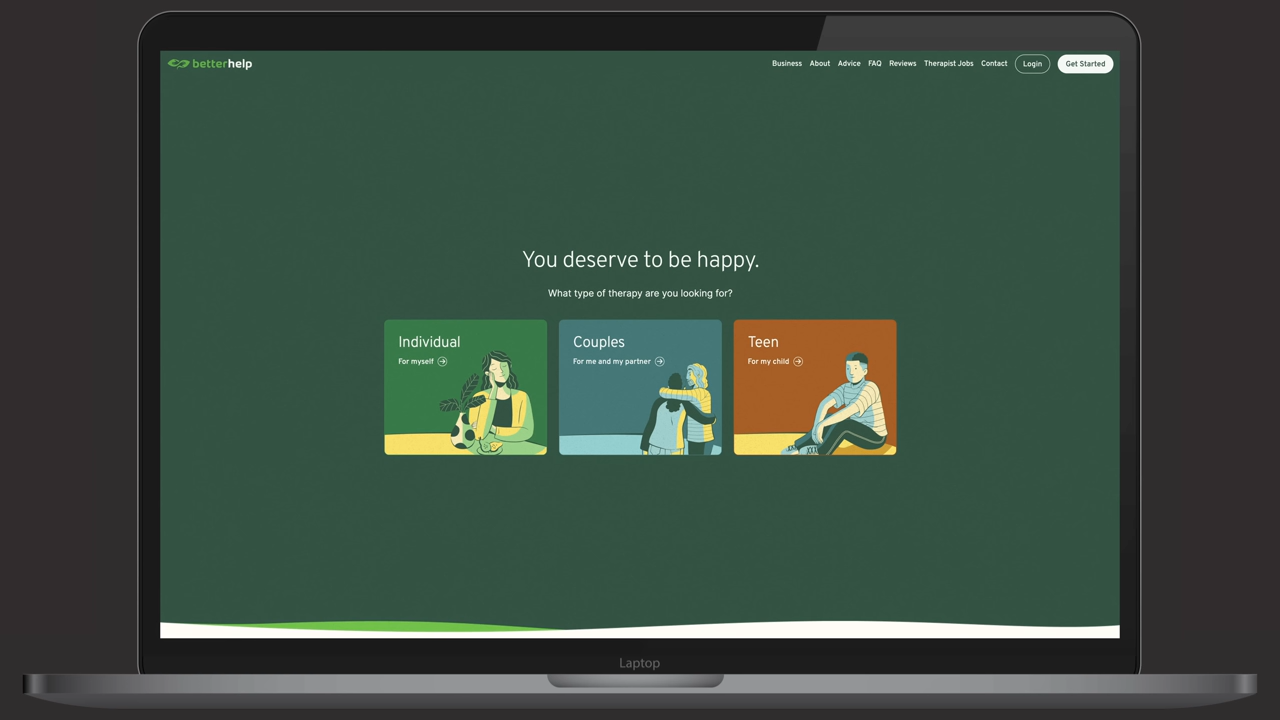 betterhelp
Business About Advice FAQ Reviews Therapist Jobs Contact Login Get Started
You deserve to be happy.
What type of therapy are you looking for?
Individual
For myself
Couples
For me and my partner
Teen
For my child
Laptop